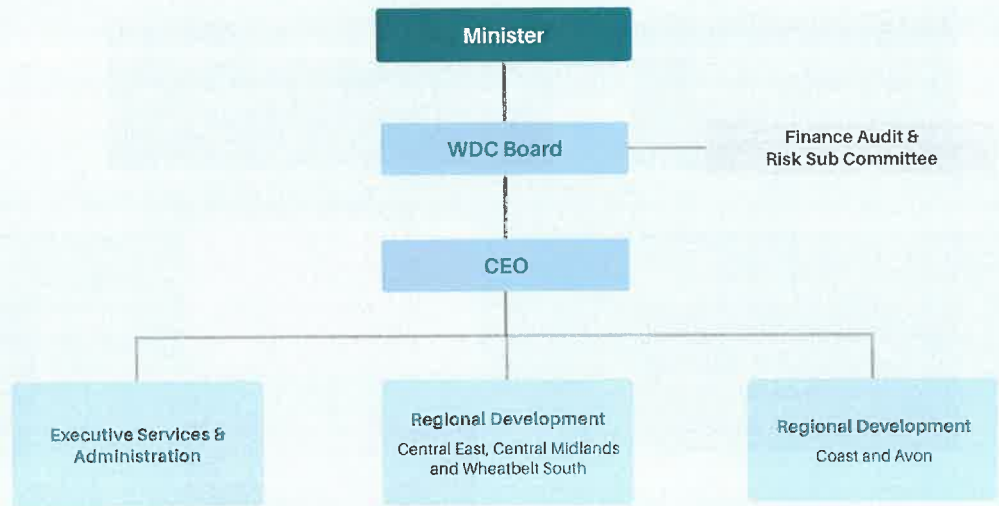 Minister
WDC Board
Finance Audit &
Risk Sub Committee
CEO
Executive Services &
Administration
Regional Development
Central East, Central Midlands
and Wheatbelt South
Regional Development
Coast and Avon